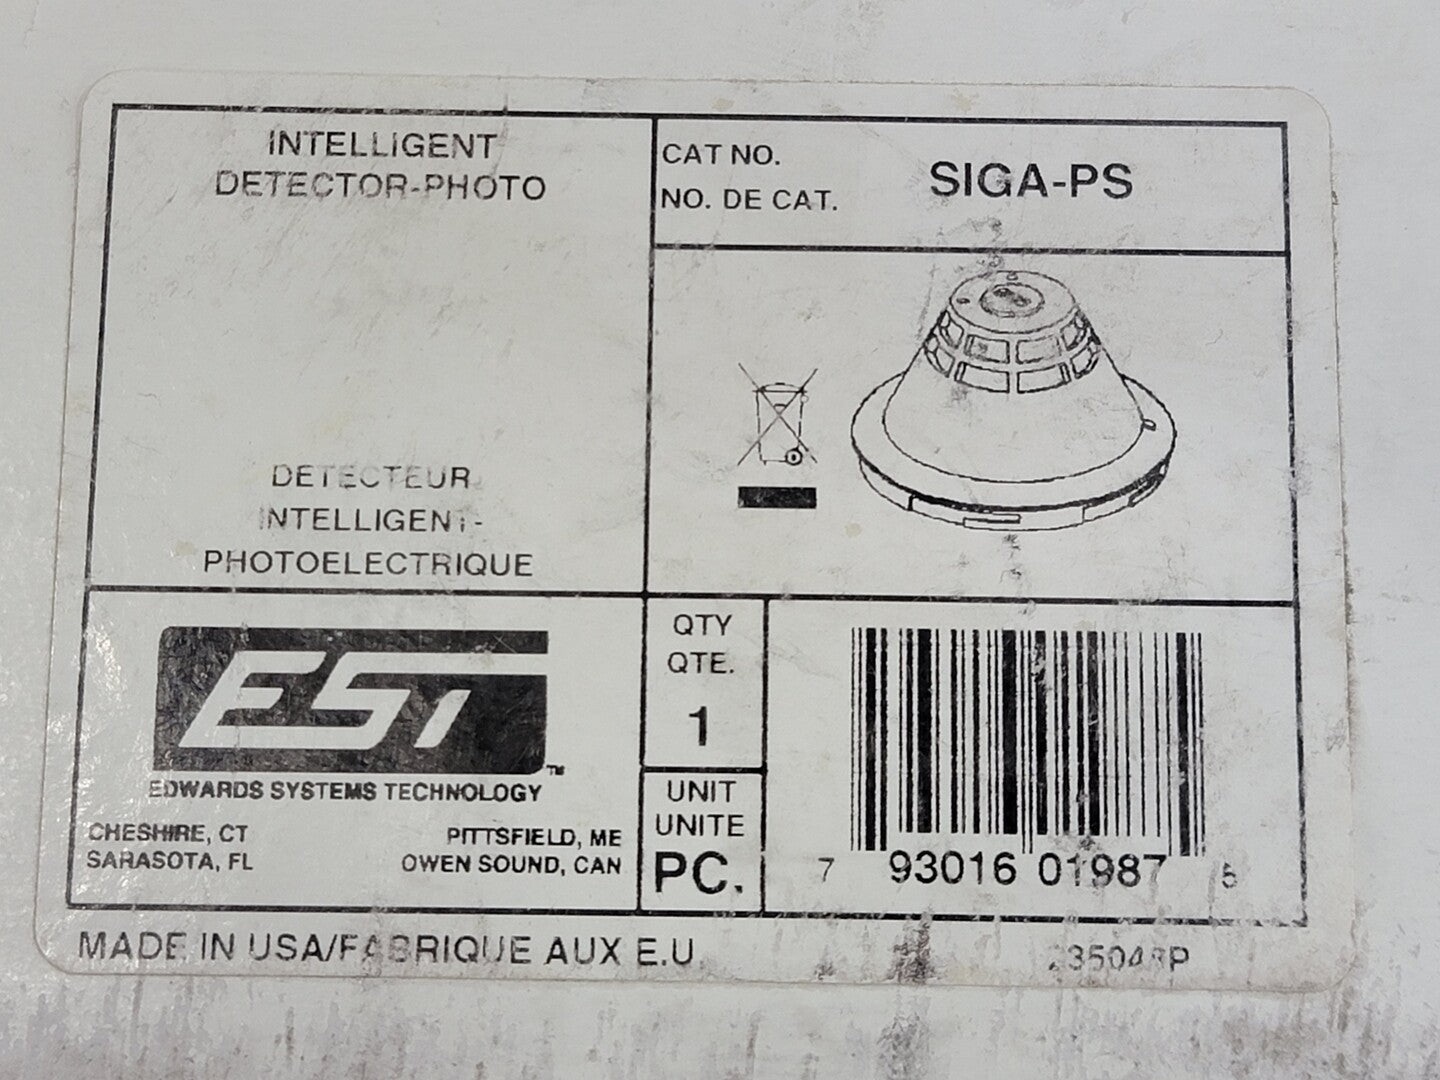 INTELLIGENT
DETECTOR-PHOTO
CAT NO.
NO. DE CAT.
SIGA-PS
DETECTEUR
INTELLIGENT-
PHOTOELECTRIQUE
EST
TM
EDWARDS SYSTEMS TECHNOLOGY
CHESHIRE, CT
SARASOTA, FL
PITTSFIELD, ME
OWEN SOUND, CAN
QTY
QTE.
1
UNIT
UNITE
PC.
7 93016 01987 5
MADE IN USA/FABRIQUE AUX E.U.